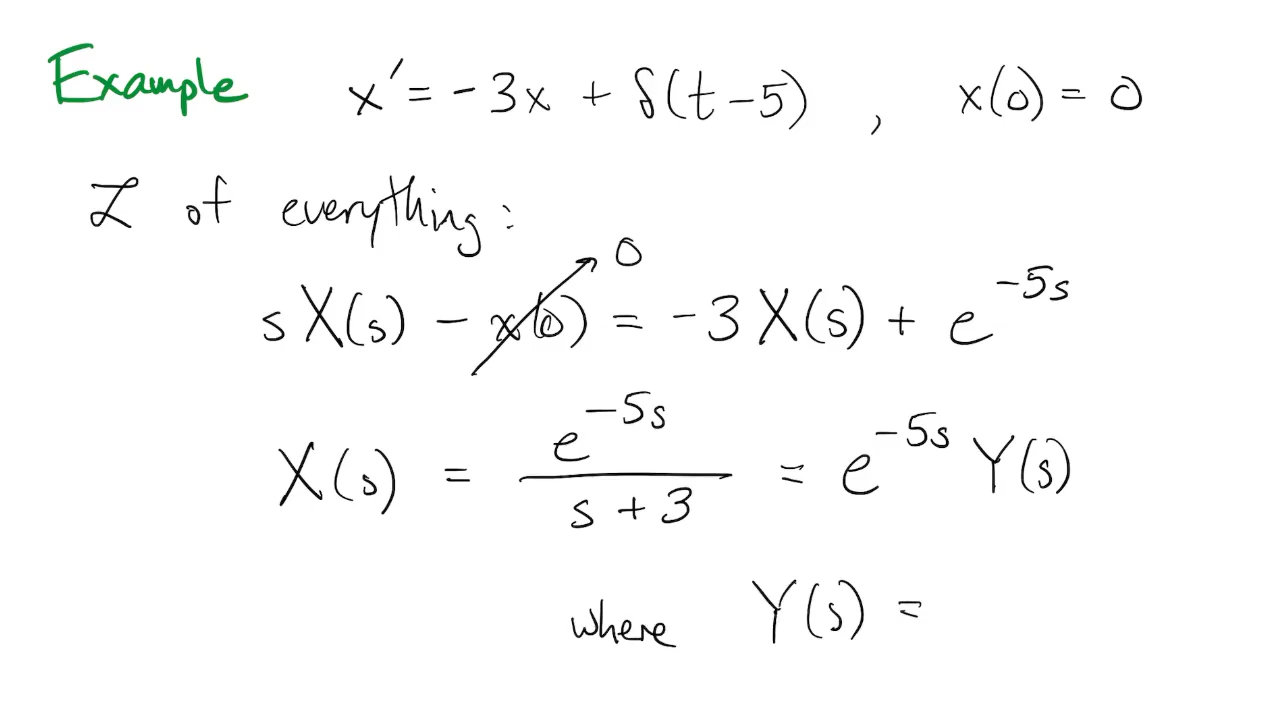 Example x′ = -3x + δ(t-5) , x(0) = 0
ℒ of everything:
sX(s) - x(0) = -3X(s) + e^{-5s}
0
X(s) = e^{-5s} / (s+3) = e^{-5s} Y(s)
where Y(s) =